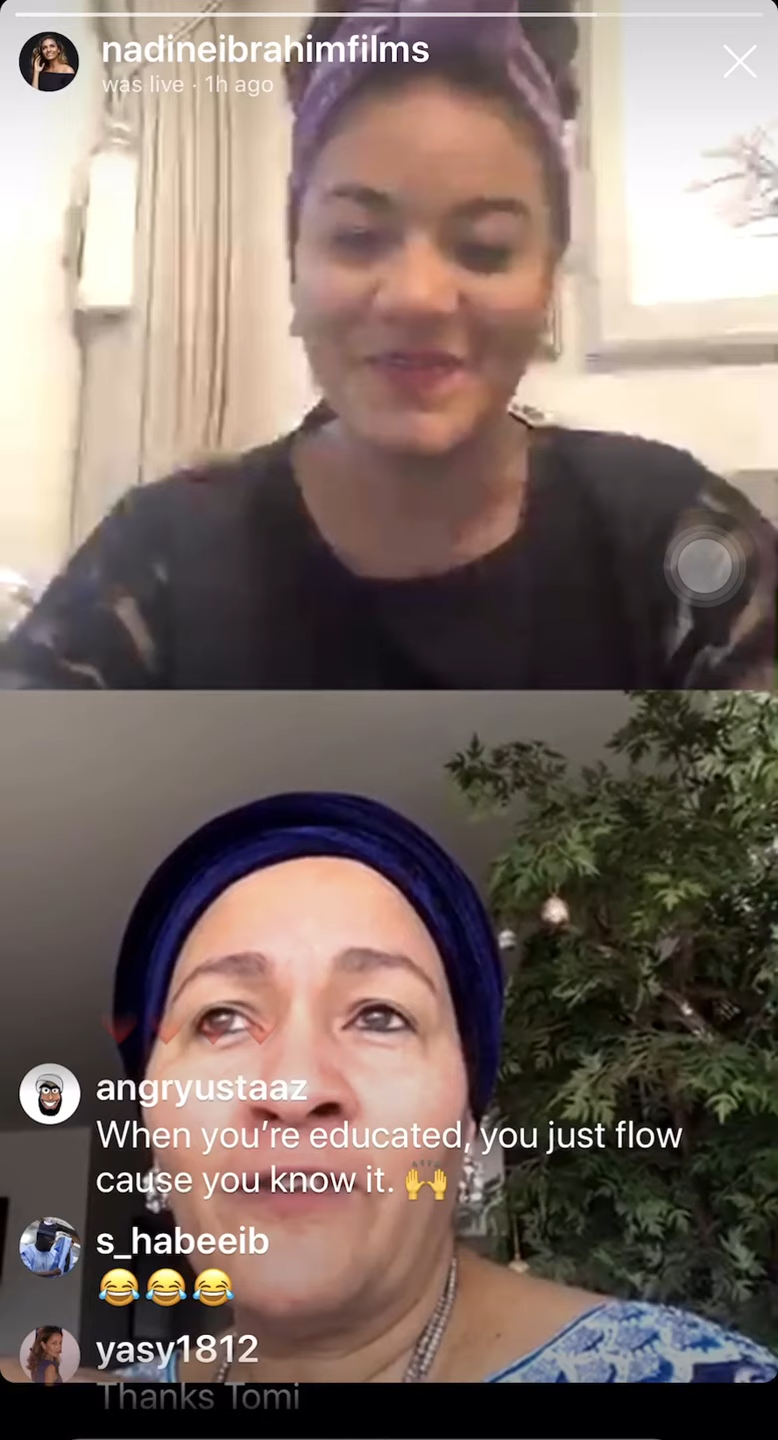 nadineibrahimfilms
was live · 1h ago
angryustaaz
When you’re educated, you just flow
cause you know it. 🙌
s_habeeib
😂😂😂
yasy1812
Thanks Tomi